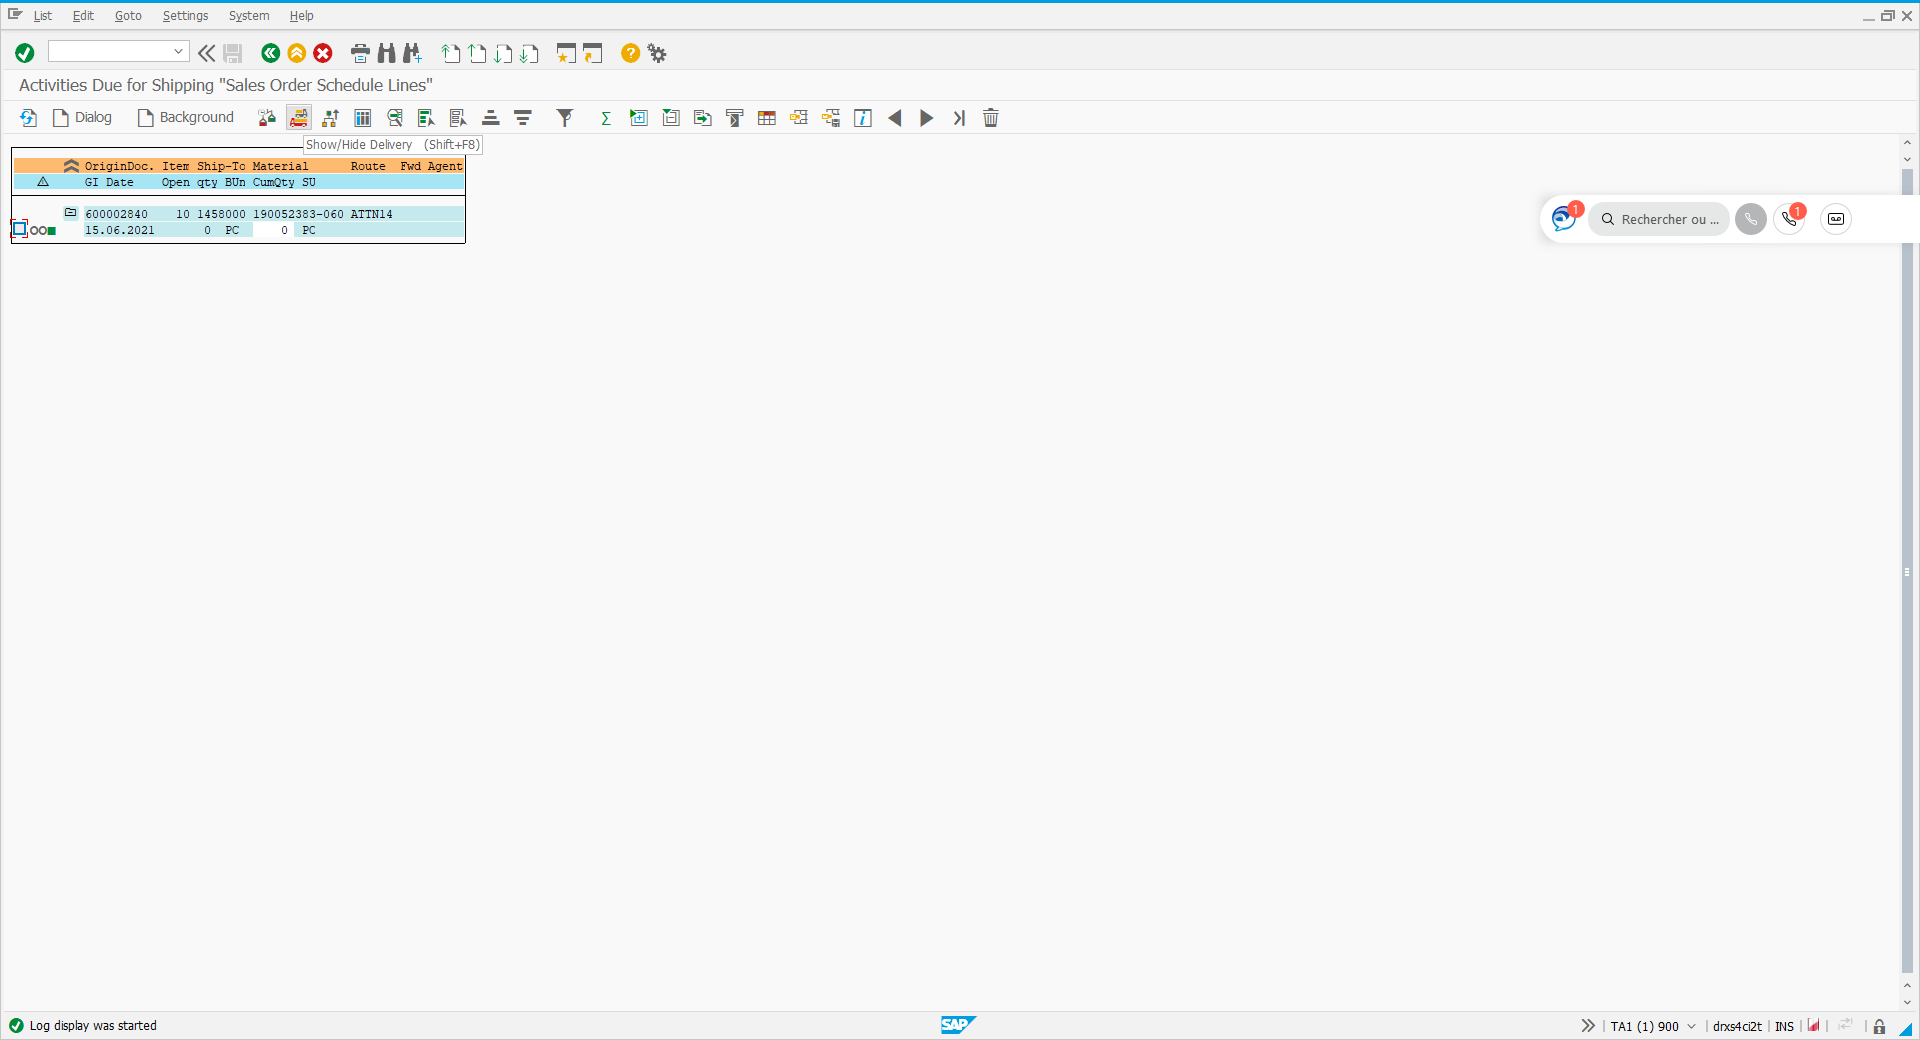 List Edit Goto Settings System Help
Activities Due for Shipping "Sales Order Schedule Lines"
Dialog Background
Show/Hide Delivery (Shift+F8)
OriginDoc. Item Ship-To Material Route Fwd Agent
GI Date Open qty BUn CumQty SU
600002840 10 1458000 190052383-060 ATTN14
15.06.2021 0 PC 0 PC
1 Rechercher ou ... 1
Log display was started
SAP
TA1 (1) 900 drxs4ci2t INS